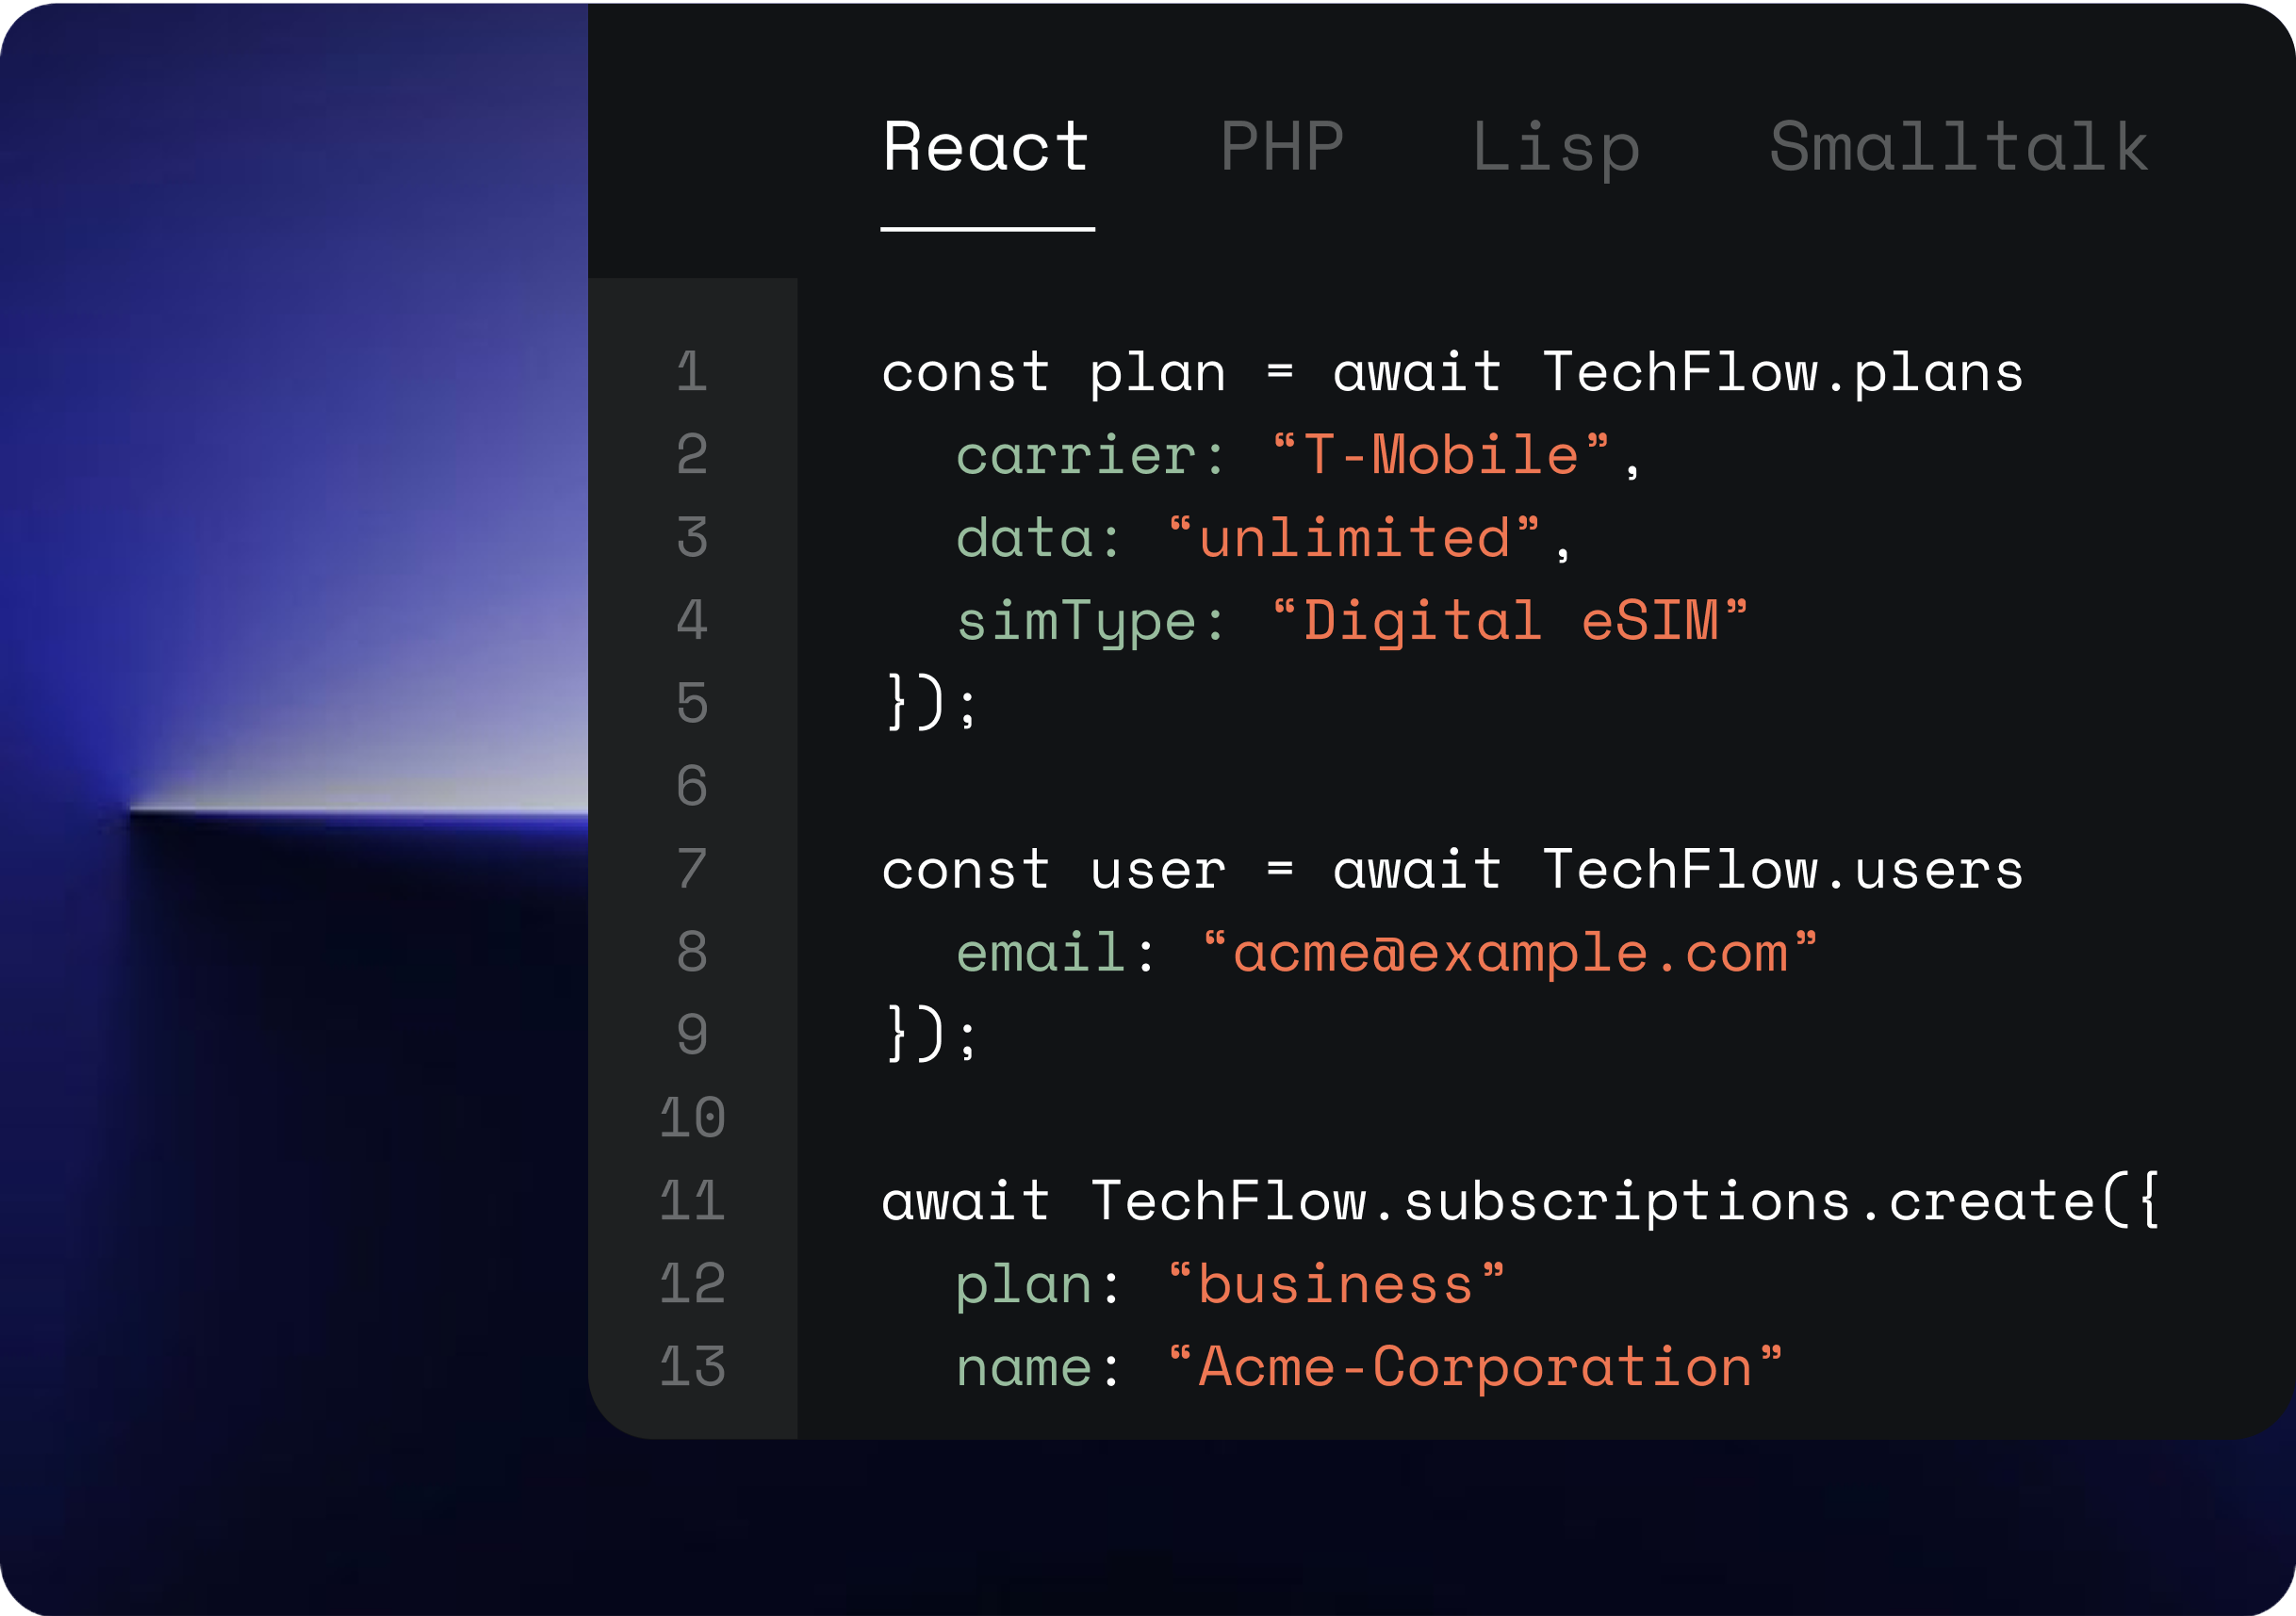 React PHP Lisp Smalltalk
1 const plan = await TechFlow.plans
2 carrier: “T-Mobile”,
3 data: “unlimited”,
4 simType: “Digital eSIM”
5 });
6
7 const user = await TechFlow.users
8 email: “acme@example.com”
9 });
10
11 await TechFlow.subscriptions.create({
12 plan: “business”
13 name: “Acme-Corporation”